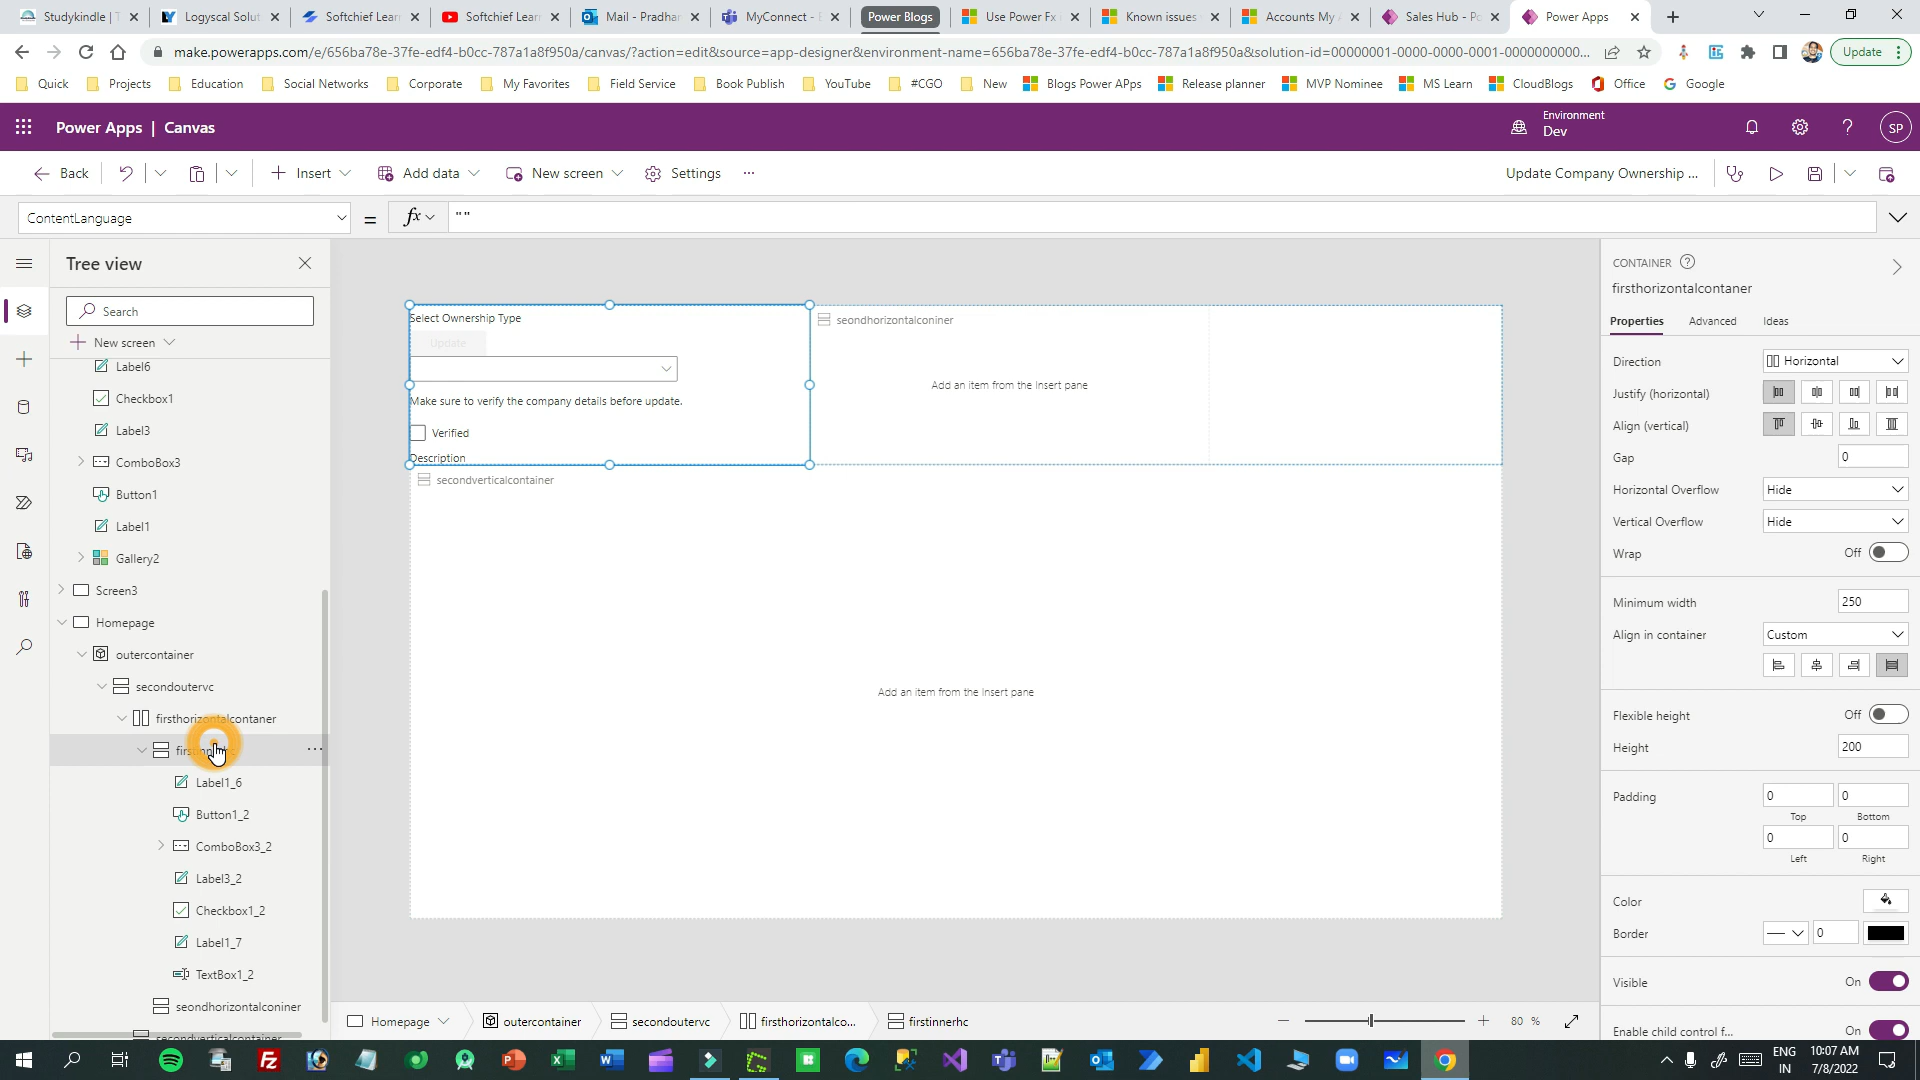 Studykindle | T
Logyscal Solut
Softchief Lear
Softchief Lear
Mail - Pradhar
MyConnect - E
Power Blogs
Use Power Fx
Known issues
Accounts My
Sales Hub - Po
Power Apps
make.powerapps.com/e/656ba78e-37fe-edf4-b0cc-787a1a8f950a/canvas/?action=edit&source=app-designer&environment-name=656ba78e-37fe-edf4-b0cc-787a1a8f950a&solution-id=00000001-0000-0000-0001-0000000000...
Update
Quick
Projects
Education
Social Networks
Corporate
My Favorites
Field Service
Book Publish
YouTube
#CGO
New
Blogs Power APps
Release planner
MVP Nominee
MS Learn
CloudBlogs
Office
Google
Power Apps | Canvas
Environment
Dev
SP
Back
Insert
Add data
New screen
Settings
Update Company Ownership ...
ContentLanguage
=
fx
""
Tree view
Search
New screen
Label6
Checkbox1
Label3
ComboBox3
Button1
Label1
Gallery2
Screen3
Homepage
outercontainer
secondoutervc
firsthorizontalcontaner
Label1_6
Button1_2
ComboBox3_2
Label3_2
Checkbox1_2
Label1_7
TextBox1_2
seondhorizontalconiner
secondverticalcontainer
Select Ownership Type
Update
Make sure to verify the company details before update.
Verified
Description
seondhorizontalconiner
Add an item from the Insert pane
secondverticalcontainer
Add an item from the Insert pane
Homepage
outercontainer
secondoutervc
firsthorizontalco...
firstinnerhc
80 %
CONTAINER
firsthorizontalcontaner
Properties
Advanced
Ideas
Direction
Horizontal
Justify (horizontal)
Align (vertical)
Gap
0
Horizontal Overflow
Hide
Vertical Overflow
Hide
Wrap
Off
Minimum width
250
Align in container
Custom
Flexible height
Off
Height
200
Padding
0
0
Top
Bottom
0
0
Left
Right
Color
Border
0
Visible
On
Enable child control f...
On
ENG
IN
10:07 AM
7/8/2022